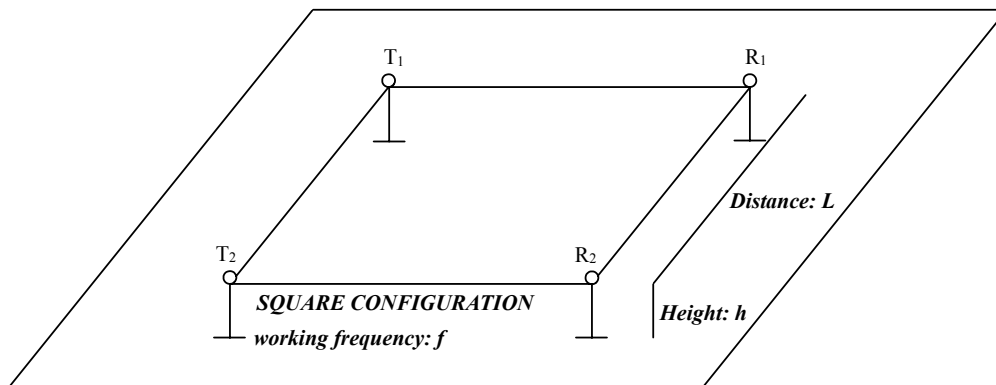 T₁
R₁
Distance: L
T₂
R₂
SQUARE CONFIGURATION
Height: h
working frequency: f